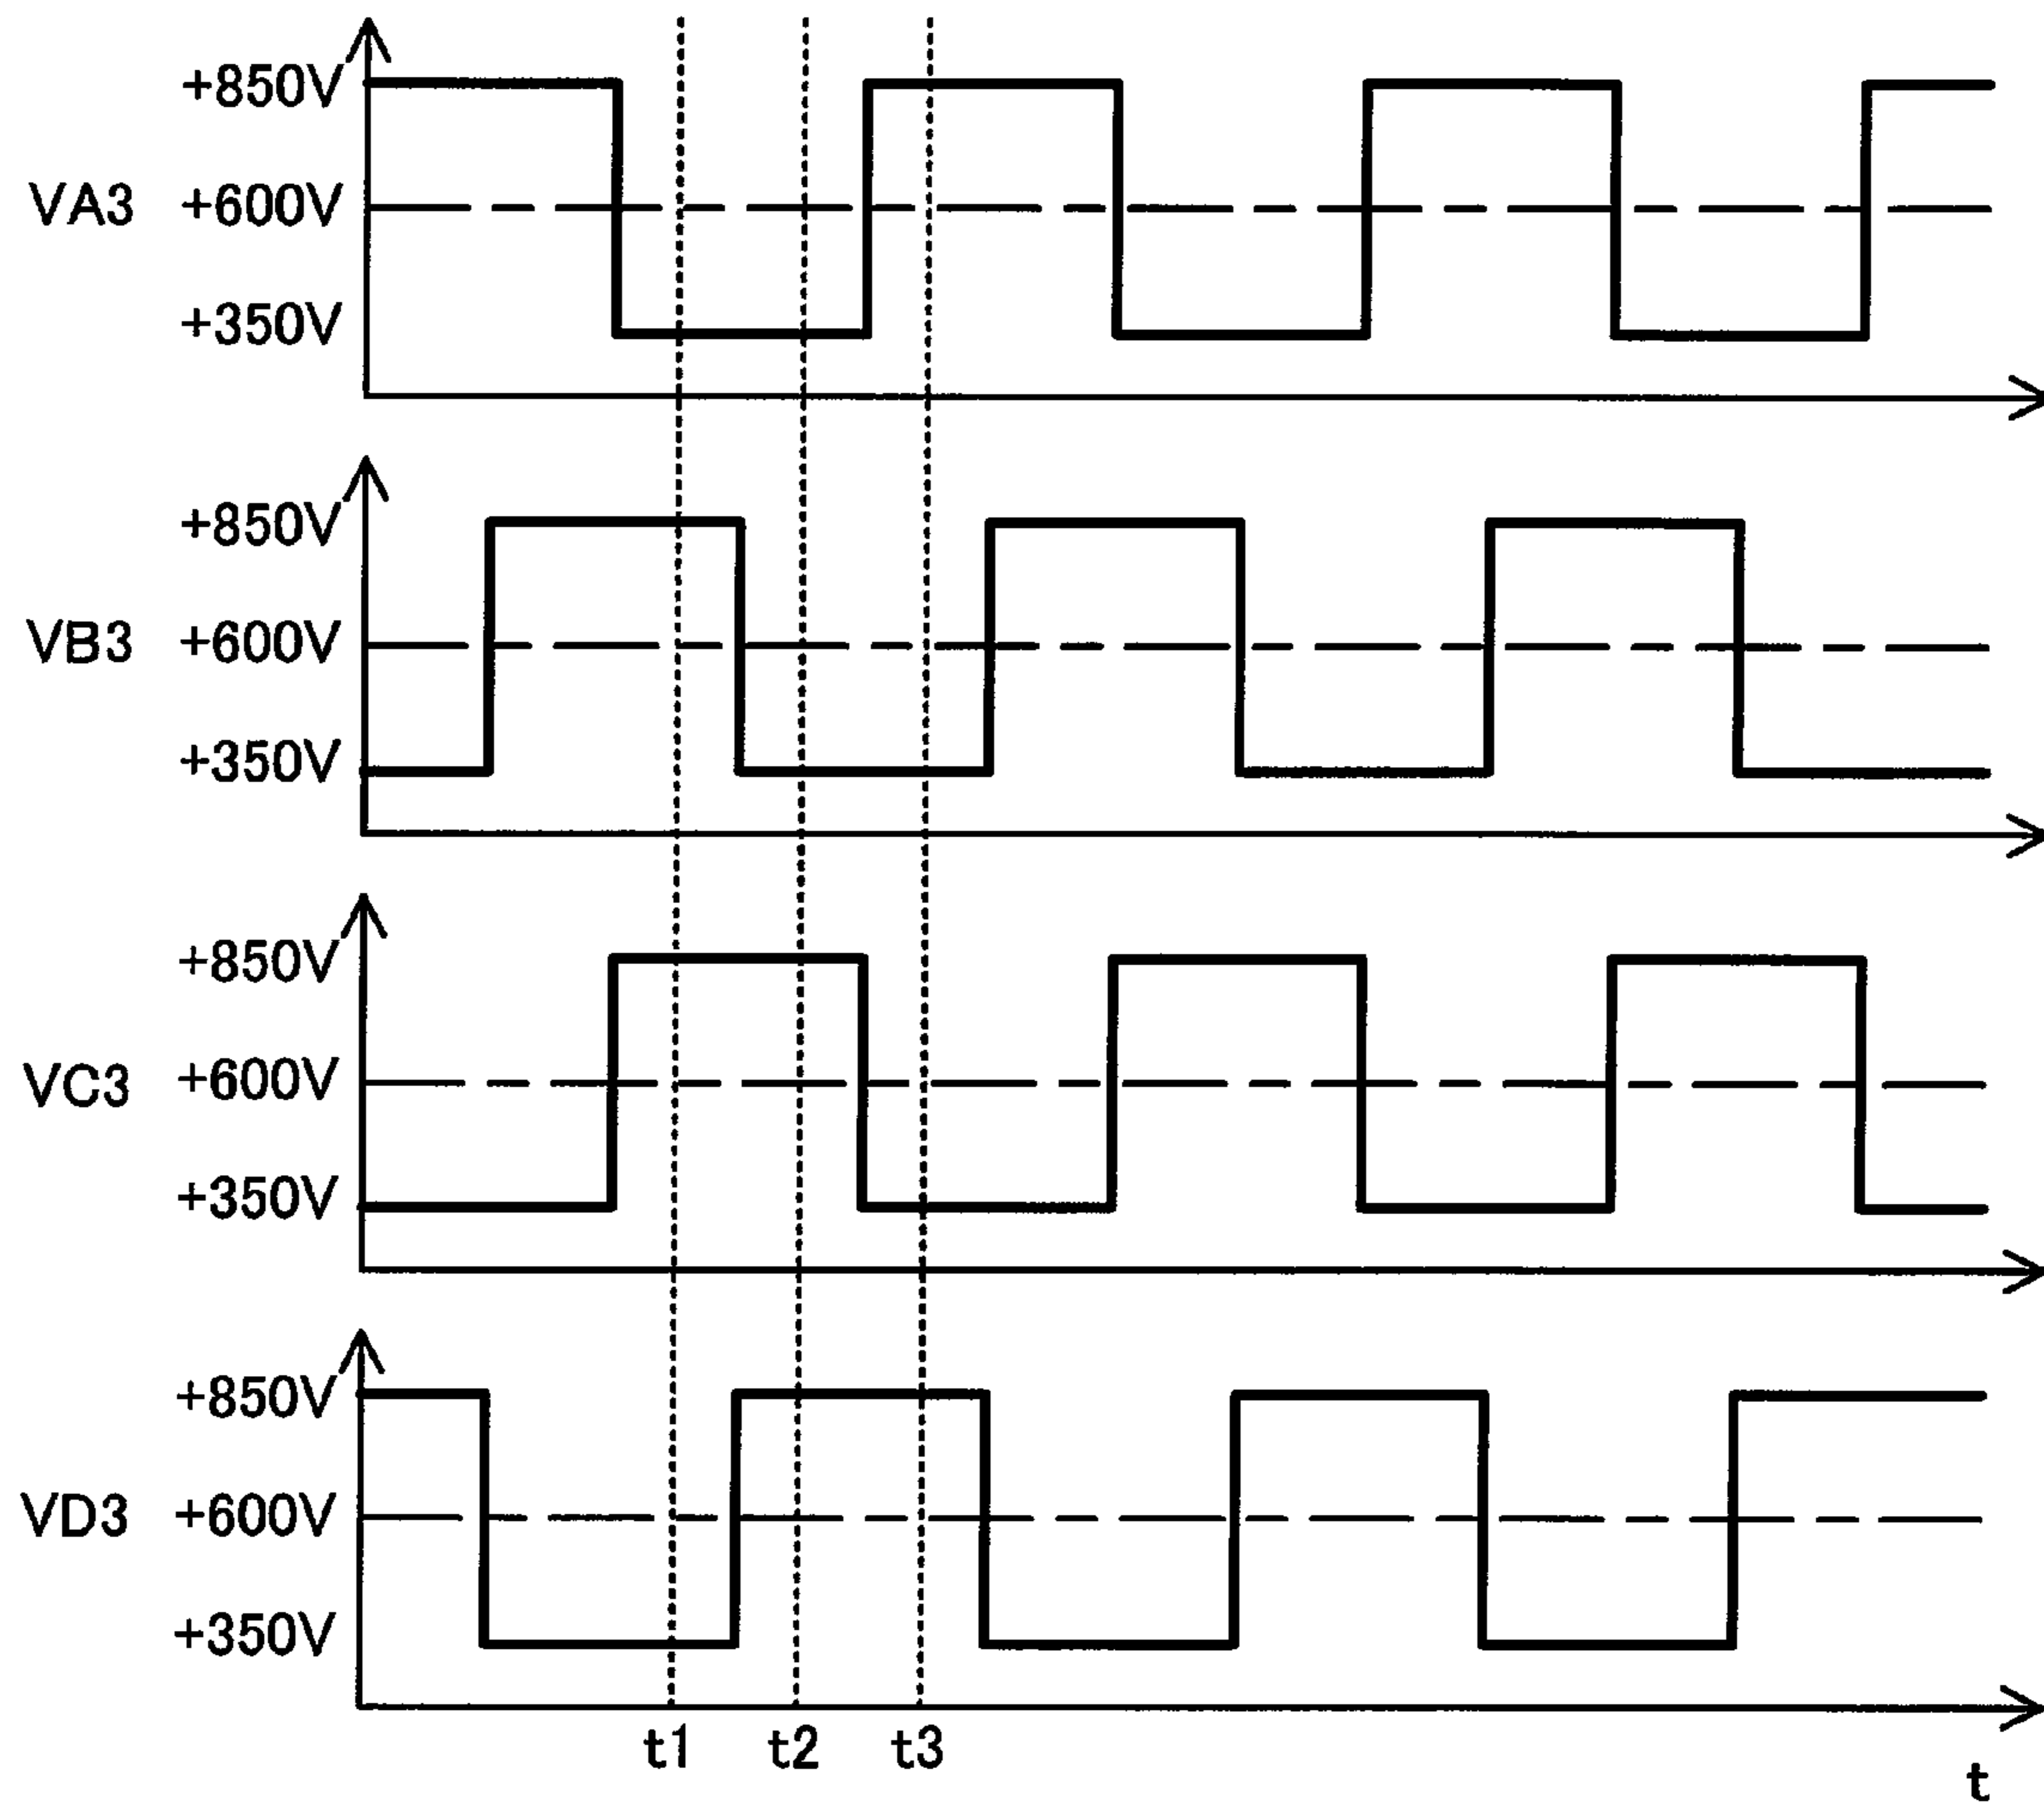 +850V
VA3 +600V
+350V
+850V
VB3 +600V
+350V
+850V
VC3 +600V
+350V
+850V
VD3 +600V
+350V
t1 t2 t3
t